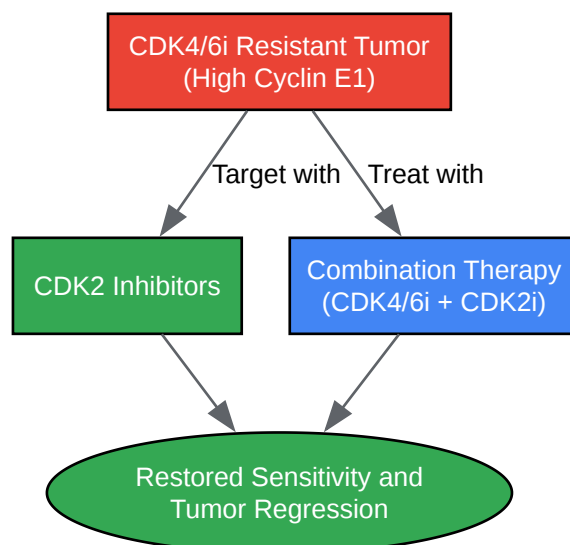 CDK4/6i Resistant Tumor
(High Cyclin E1)
Target with
Treat with
CDK2 Inhibitors
Combination Therapy
(CDK4/6i + CDK2i)
Restored Sensitivity and
Tumor Regression